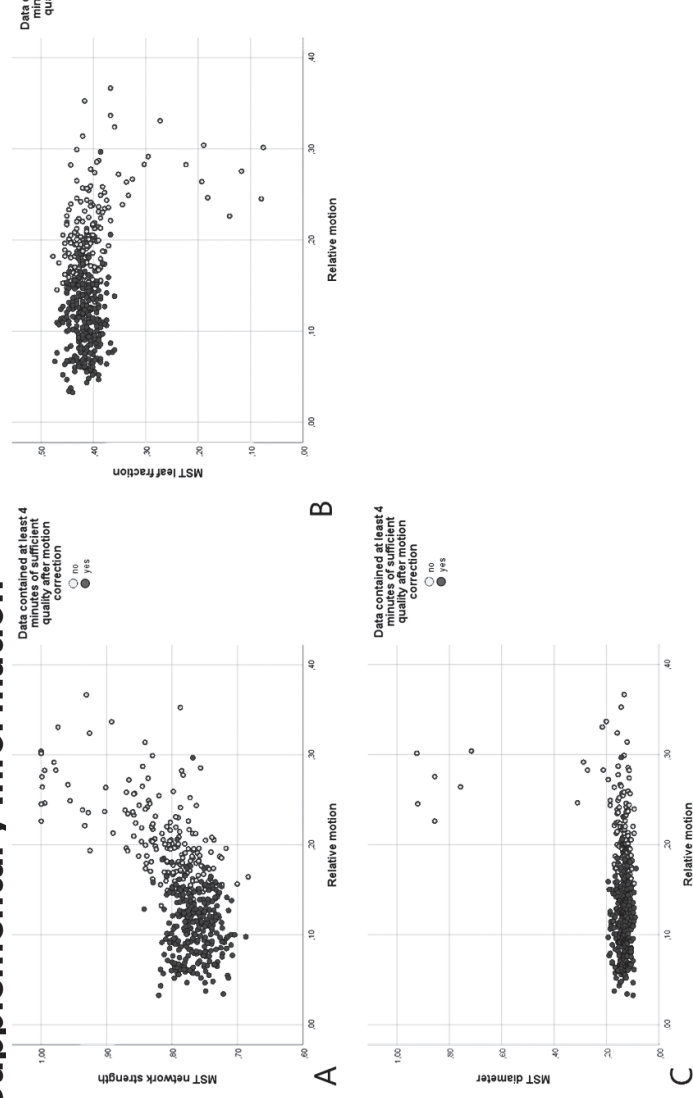 A
MST network strength
1,00
,90
,80
,70
,60
,00
,10
,20
,30
,40
Relative motion
Data contained at least 4
minutes of sufficient
quality after motion
correction
no
yes
B
MST leaf fraction
,50
,40
,30
,20
,10
,00
,00
,10
,20
,30
,40
Relative motion
Data
min
qua
C
MST diameter
1,00
,80
,60
,40
,20
,00
,00
,10
,20
,30
,40
Relative motion
Data contained at least 4
minutes of sufficient
quality after motion
correction
no
yes